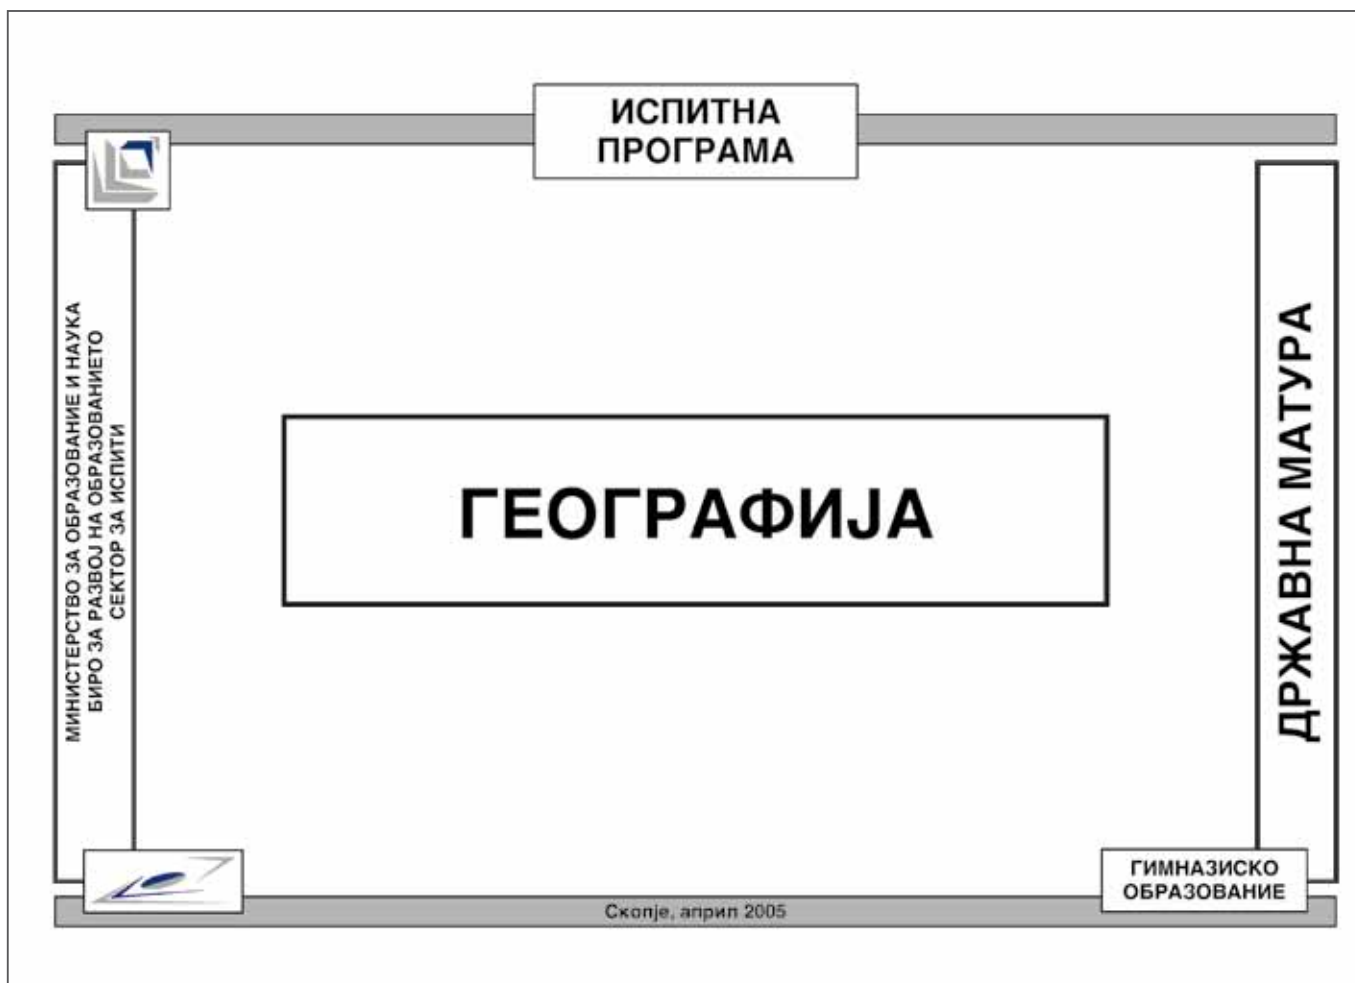 ИСПИТНА
ПРОГРАМА
МИНИСТЕРСТВО ЗА ОБРАЗОВАНИЕ И НАУКА
БИРО ЗА РАЗВОЈ НА ОБРАЗОВАНИЕТО
СЕКТОР ЗА ИСПИТИ
ГЕОГРАФИЈА
ДРЖАВНА МАТУРА
ГИМНАЗИСКО
ОБРАЗОВАНИЕ
Скопје, април 2005